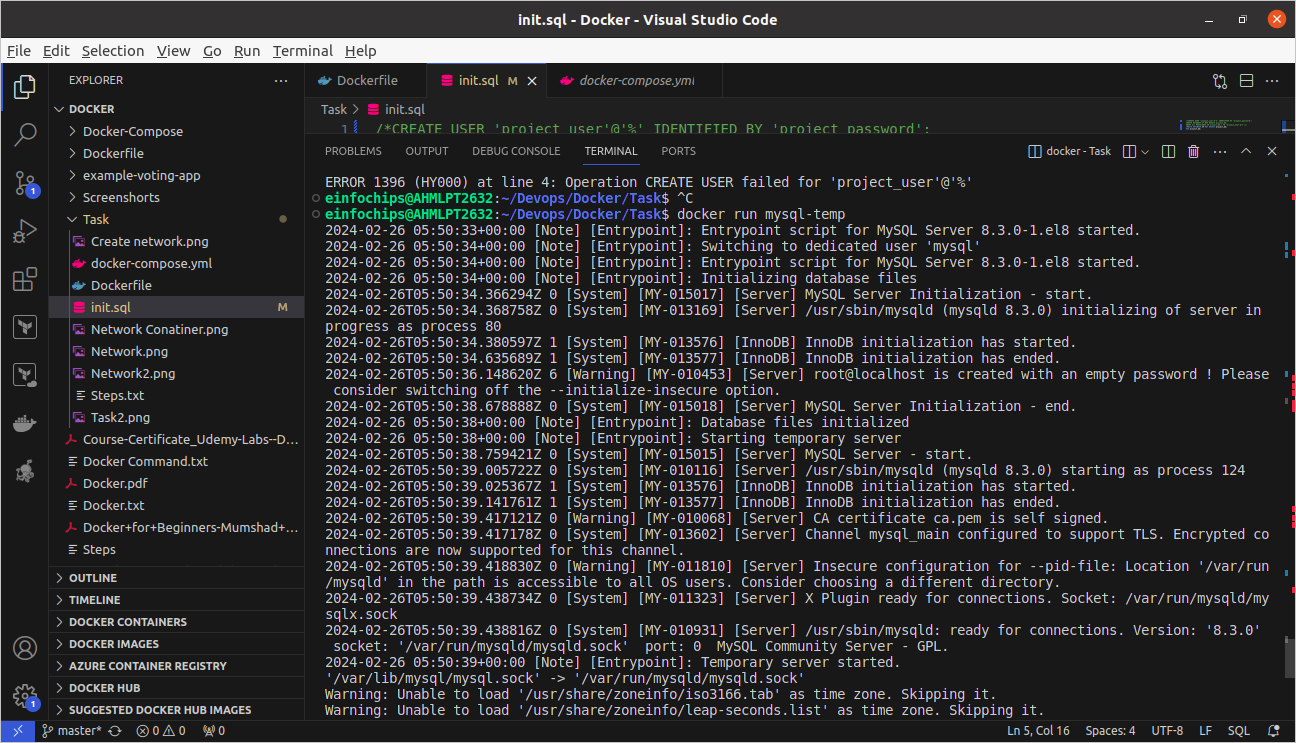 init.sql - Docker - Visual Studio Code
File Edit Selection View Go Run Terminal Help
EXPLORER
DOCKER
Docker-Compose
Dockerfile
example-voting-app
Screenshorts
Task
Create network.png
docker-compose.yml
Dockerfile
init.sql M
Network Conatiner.png
Network.png
Network2.png
Steps.txt
Task2.png
Course-Certificate_Udemy-Labs--D...
Docker Command.txt
Docker.pdf
Docker.txt
Docker+for+Beginners-Mumshad+...
Steps
OUTLINE
TIMELINE
DOCKER CONTAINERS
DOCKER IMAGES
AZURE CONTAINER REGISTRY
DOCKER HUB
SUGGESTED DOCKER HUB IMAGES
1
1
Dockerfile init.sql M docker-compose.yml
Task > init.sql
1 /*CREATE USER 'project_user'@'%' IDENTIFIED BY 'project_password';
PROBLEMS OUTPUT DEBUG CONSOLE TERMINAL PORTS docker - Task
ERROR 1396 (HY000) at line 4: Operation CREATE USER failed for 'project_user'@'%'
einfochips@AHMLPT2632:~/Devops/Docker/Task$ ^C
einfochips@AHMLPT2632:~/Devops/Docker/Task$ docker run mysql-temp
2024-02-26 05:50:33+00:00 [Note] [Entrypoint]: Entrypoint script for MySQL Server 8.3.0-1.el8 started.
2024-02-26 05:50:34+00:00 [Note] [Entrypoint]: Switching to dedicated user 'mysql'
2024-02-26 05:50:34+00:00 [Note] [Entrypoint]: Entrypoint script for MySQL Server 8.3.0-1.el8 started.
2024-02-26 05:50:34+00:00 [Note] [Entrypoint]: Initializing database files
2024-02-26T05:50:34.366294Z 0 [System] [MY-015017] [Server] MySQL Server Initialization - start.
2024-02-26T05:50:34.368758Z 0 [System] [MY-013169] [Server] /usr/sbin/mysqld (mysqld 8.3.0) initializing of server in
progress as process 80
2024-02-26T05:50:34.380597Z 1 [System] [MY-013576] [InnoDB] InnoDB initialization has started.
2024-02-26T05:50:34.635689Z 1 [System] [MY-013577] [InnoDB] InnoDB initialization has ended.
2024-02-26T05:50:36.148620Z 6 [Warning] [MY-010453] [Server] root@localhost is created with an empty password ! Please
consider switching off the --initialize-insecure option.
2024-02-26T05:50:38.678888Z 0 [System] [MY-015018] [Server] MySQL Server Initialization - end.
2024-02-26 05:50:38+00:00 [Note] [Entrypoint]: Database files initialized
2024-02-26 05:50:38+00:00 [Note] [Entrypoint]: Starting temporary server
2024-02-26T05:50:38.759421Z 0 [System] [MY-015015] [Server] MySQL Server - start.
2024-02-26T05:50:39.005722Z 0 [System] [MY-010116] [Server] /usr/sbin/mysqld (mysqld 8.3.0) starting as process 124
2024-02-26T05:50:39.025367Z 1 [System] [MY-013576] [InnoDB] InnoDB initialization has started.
2024-02-26T05:50:39.141761Z 1 [System] [MY-013577] [InnoDB] InnoDB initialization has ended.
2024-02-26T05:50:39.417121Z 0 [Warning] [MY-010068] [Server] CA certificate ca.pem is self signed.
2024-02-26T05:50:39.417178Z 0 [System] [MY-013602] [Server] Channel mysql_main configured to support TLS. Encrypted co
nnections are now supported for this channel.
2024-02-26T05:50:39.418830Z 0 [Warning] [MY-011810] [Server] Insecure configuration for --pid-file: Location '/var/run
/mysqld' in the path is accessible to all OS users. Consider choosing a different directory.
2024-02-26T05:50:39.438734Z 0 [System] [MY-011323] [Server] X Plugin ready for connections. Socket: /var/run/mysqld/my
sqlx.sock
2024-02-26T05:50:39.438816Z 0 [System] [MY-010931] [Server] /usr/sbin/mysqld: ready for connections. Version: '8.3.0'
socket: '/var/run/mysqld/mysqld.sock' port: 0 MySQL Community Server - GPL.
2024-02-26 05:50:39+00:00 [Note] [Entrypoint]: Temporary server started.
'/var/lib/mysql/mysql.sock' -> '/var/run/mysqld/mysqld.sock'
Warning: Unable to load '/usr/share/zoneinfo/iso3166.tab' as time zone. Skipping it.
Warning: Unable to load '/usr/share/zoneinfo/leap-seconds.list' as time zone. Skipping it.
master* 0 0 0 Ln 5, Col 16 Spaces: 4 UTF-8 LF SQL